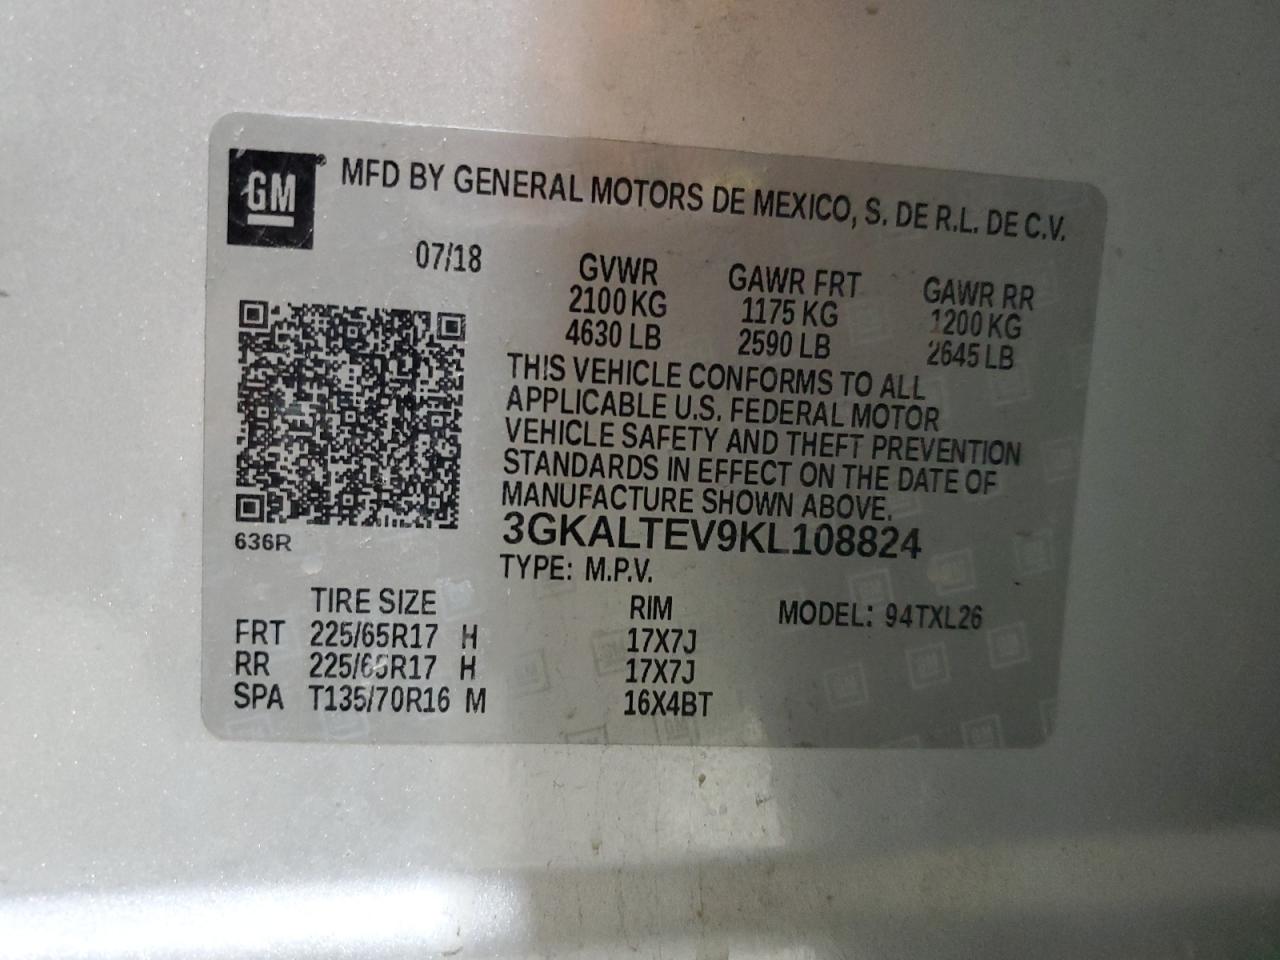 GM ® MFD BY GENERAL MOTORS DE MEXICO, S. DE R.L. DE C.V.
07/18
GVWR GAWR FRT GAWR RR
2100 KG 1175 KG 1200 KG
4630 LB 2590 LB 2645 LB
THIS VEHICLE CONFORMS TO ALL
APPLICABLE U.S. FEDERAL MOTOR
VEHICLE SAFETY AND THEFT PREVENTION
STANDARDS IN EFFECT ON THE DATE OF
MANUFACTURE SHOWN ABOVE.
636R
3GKALTEV9KL108824
TYPE: M.P.V.
TIRE SIZE RIM MODEL: 94TXL26
FRT 225/65R17 H 17X7J
RR 225/65R17 H 17X7J
SPA T135/70R16 M 16X4BT